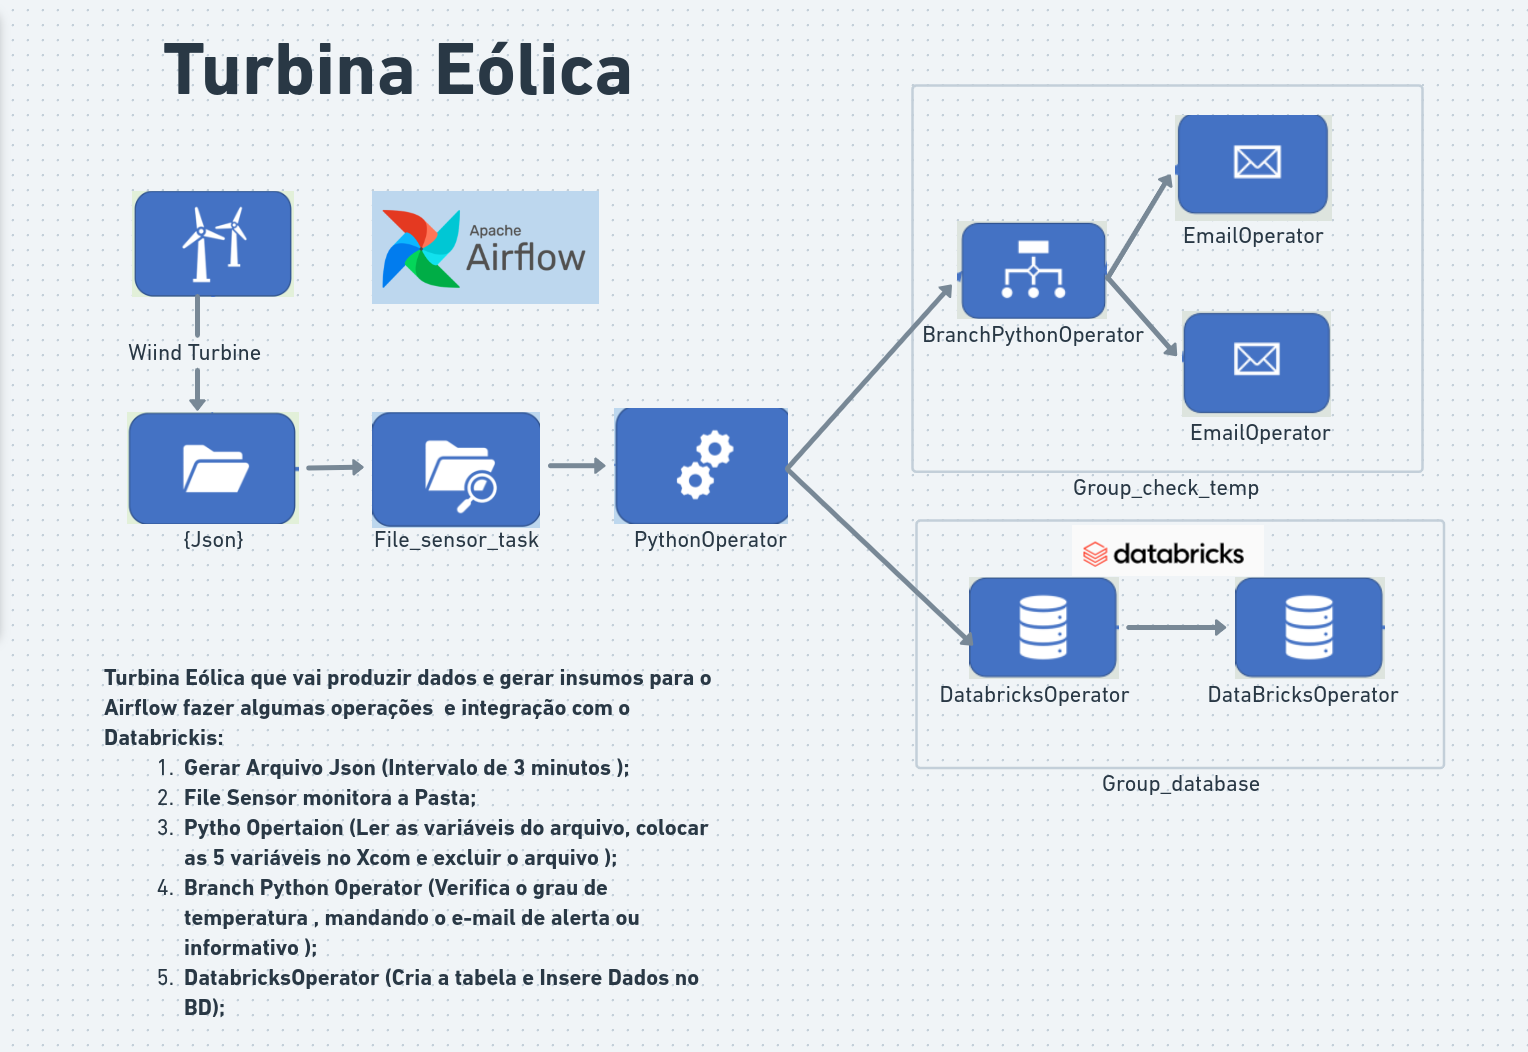 Turbina Eólica
Apache
Airflow
Wiind Turbine
{Json}
File_sensor_task
PythonOperator
BranchPythonOperator
EmailOperator
EmailOperator
Group_check_temp
databricks
DatabricksOperator
DataBricksOperator
Group_database
Turbina Eólica que vai produzir dados e gerar insumos para o
Airflow fazer algumas operações e integração com o
Databrickis:
1. Gerar Arquivo Json (Intervalo de 3 minutos );
2. File Sensor monitora a Pasta;
3. Pytho Opertaion (Ler as variáveis do arquivo, colocar
as 5 variáveis no Xcom e excluir o arquivo );
4. Branch Python Operator (Verifica o grau de
temperatura , mandando o e-mail de alerta ou
informativo );
5. DatabricksOperator (Cria a tabela e Insere Dados no
BD);